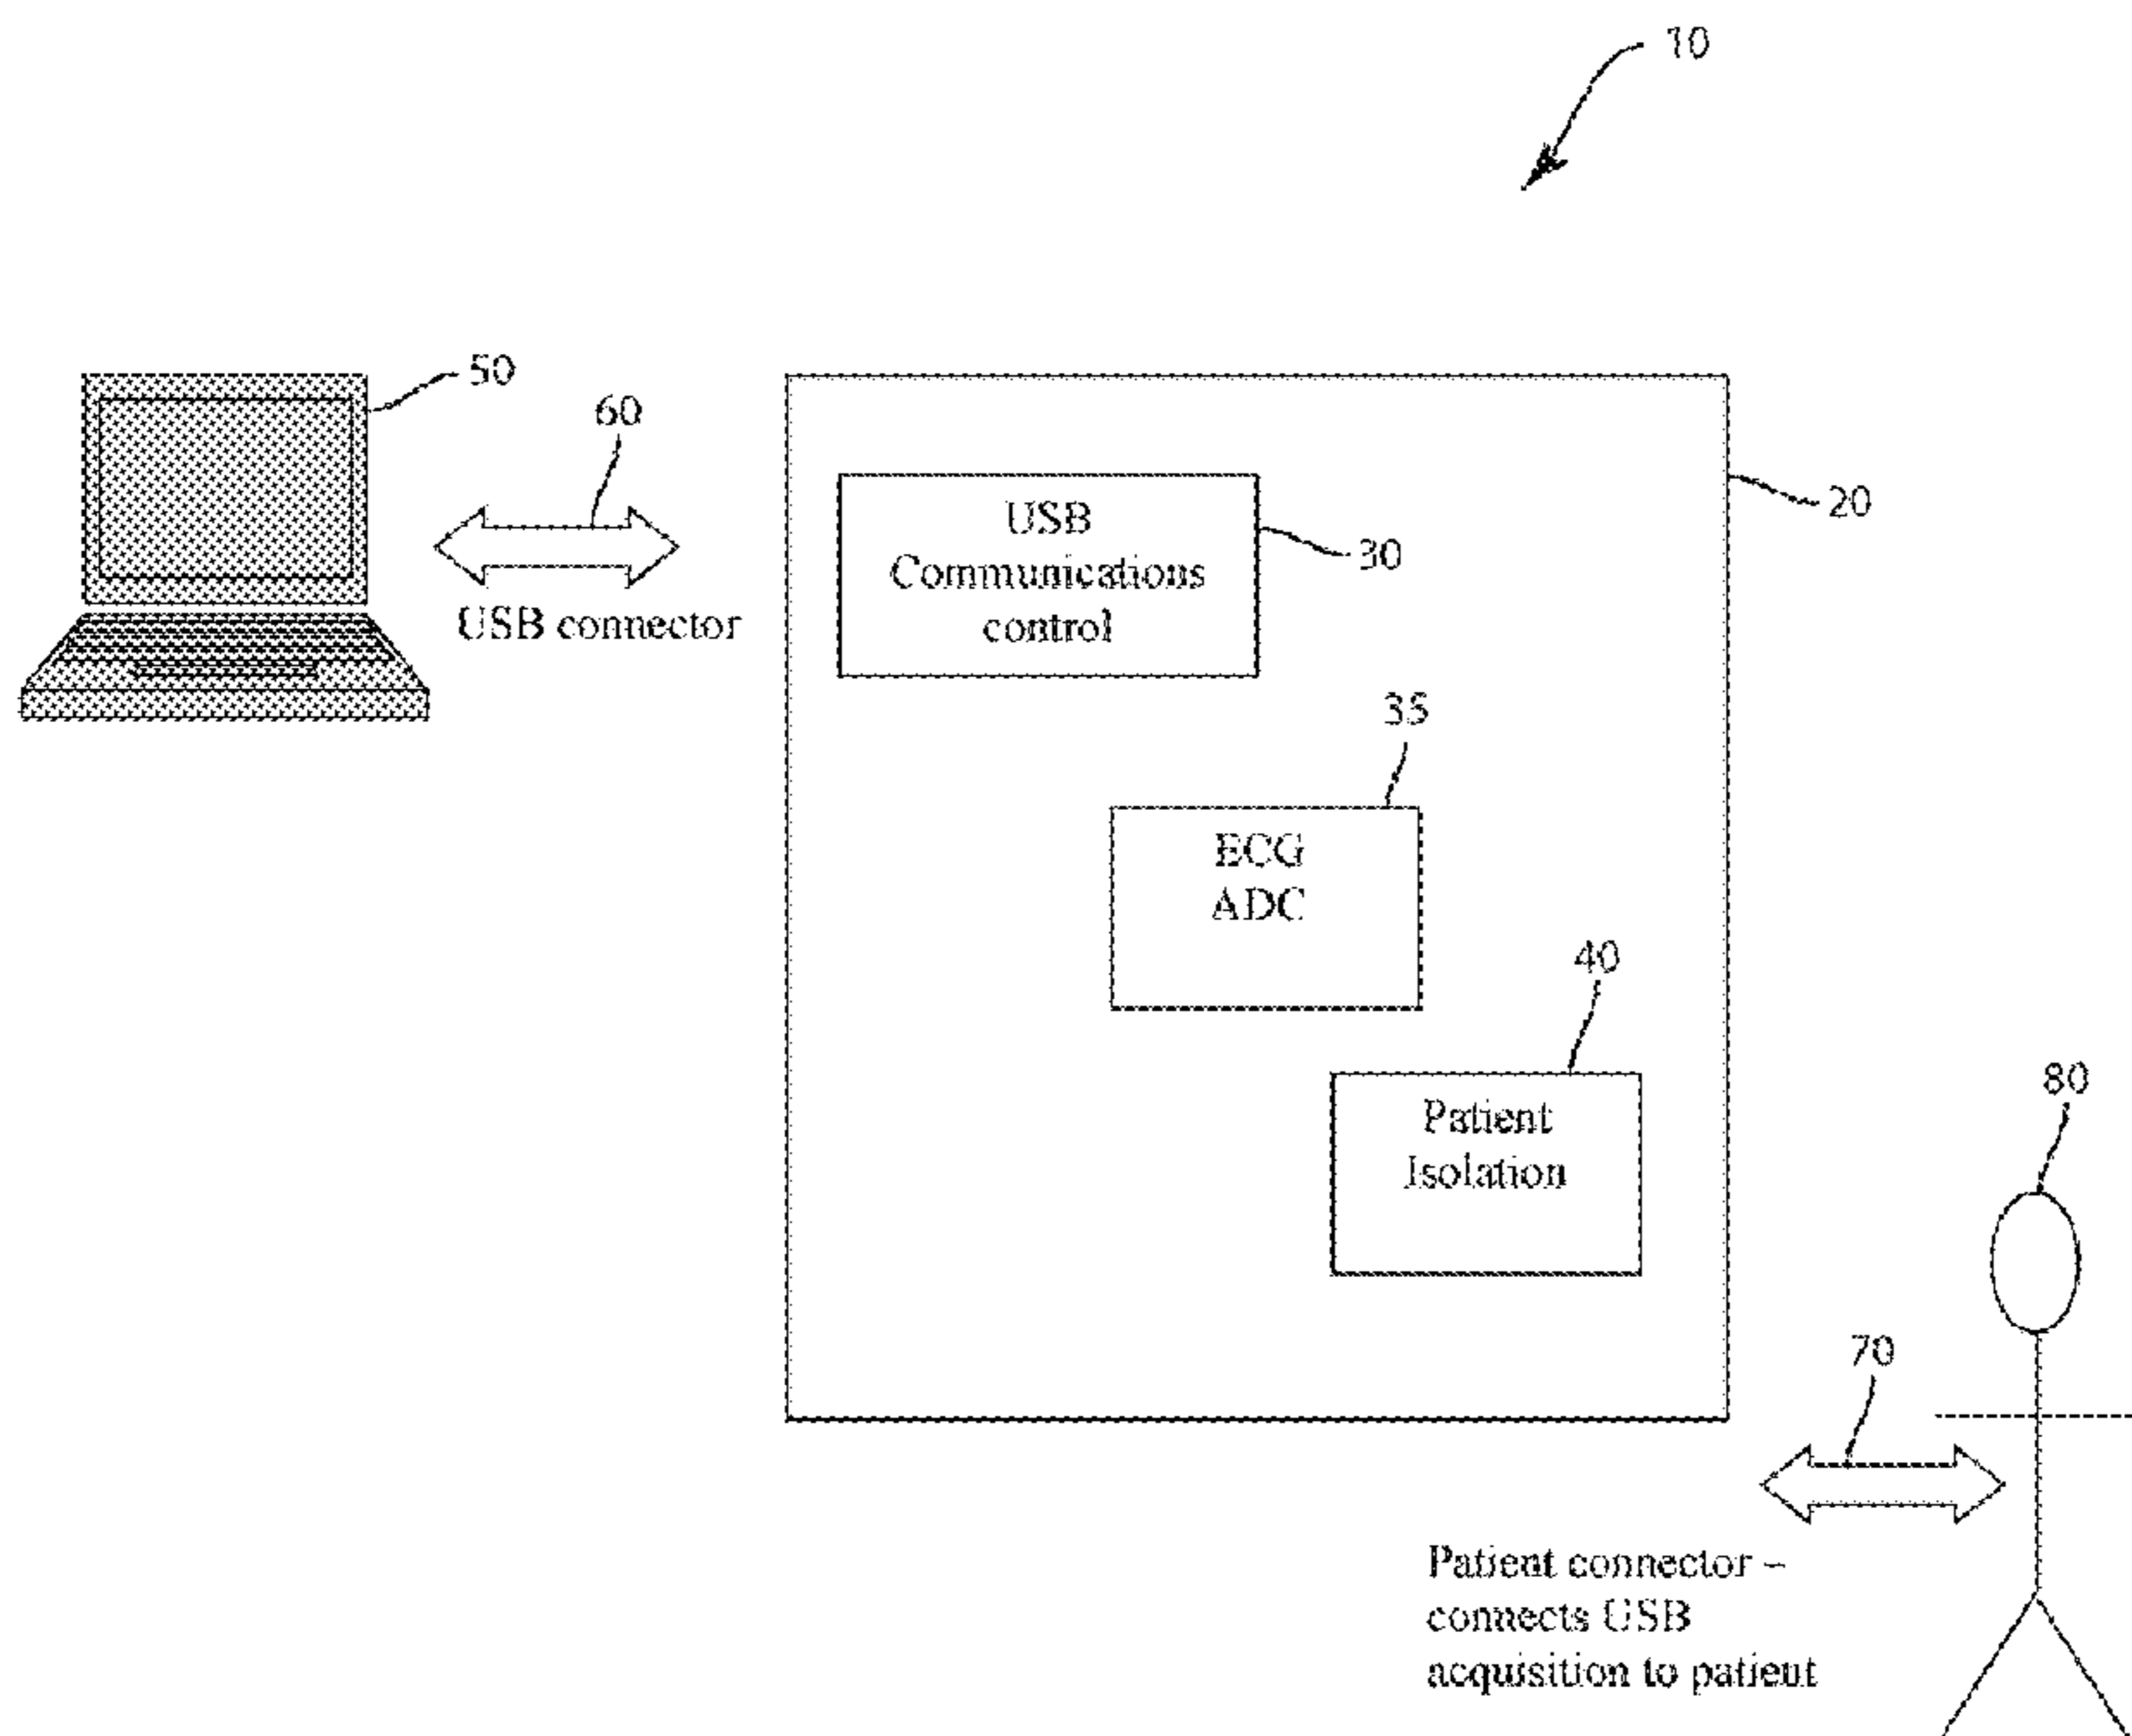 10
50
60
USB connector
20
USB
Communications
control
30
35
ECG
ADC
40
Patient
Isolation
80
70
Patient connector –
connects USB
acquisition to patient